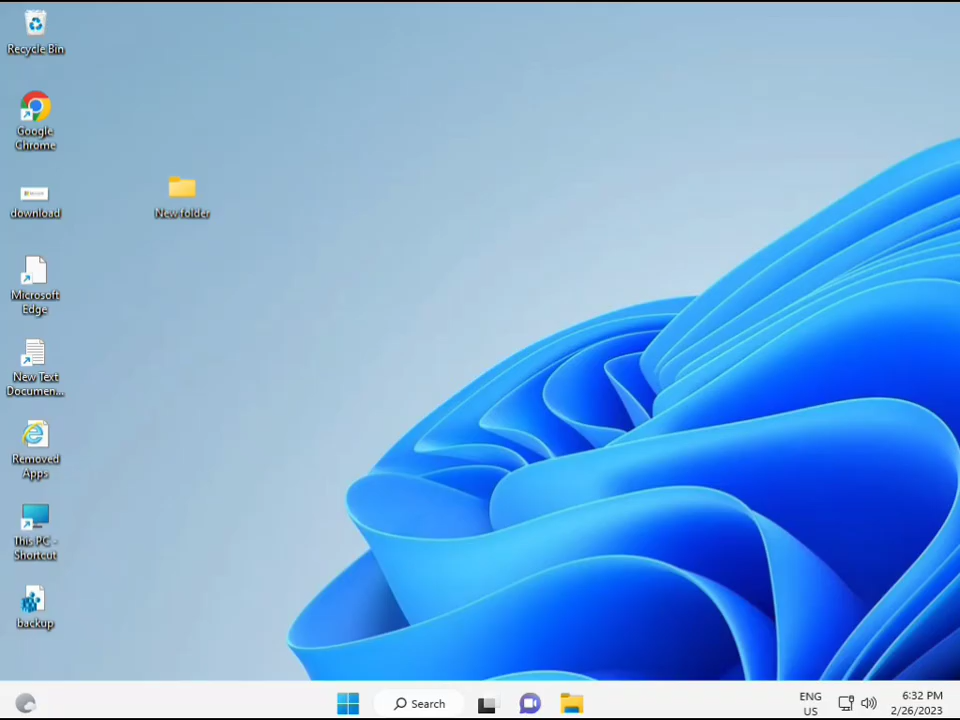 Recycle Bin
Google
Chrome
download
New folder
Microsoft
Edge
New Text
Documen...
Removed
Apps
This PC -
Shortcut
backup
Search
ENG
US
6:32 PM
2/26/2023